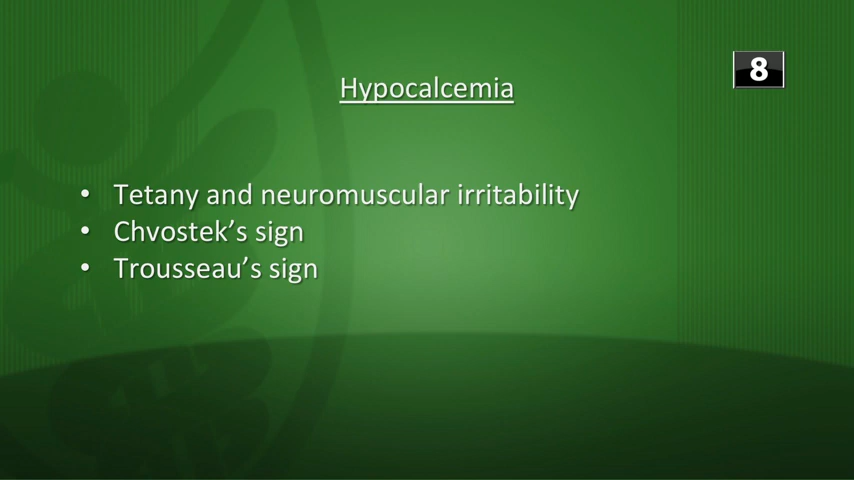 Hypocalcemia
8
• Tetany and neuromuscular irritability
• Chvostek’s sign
• Trousseau’s sign